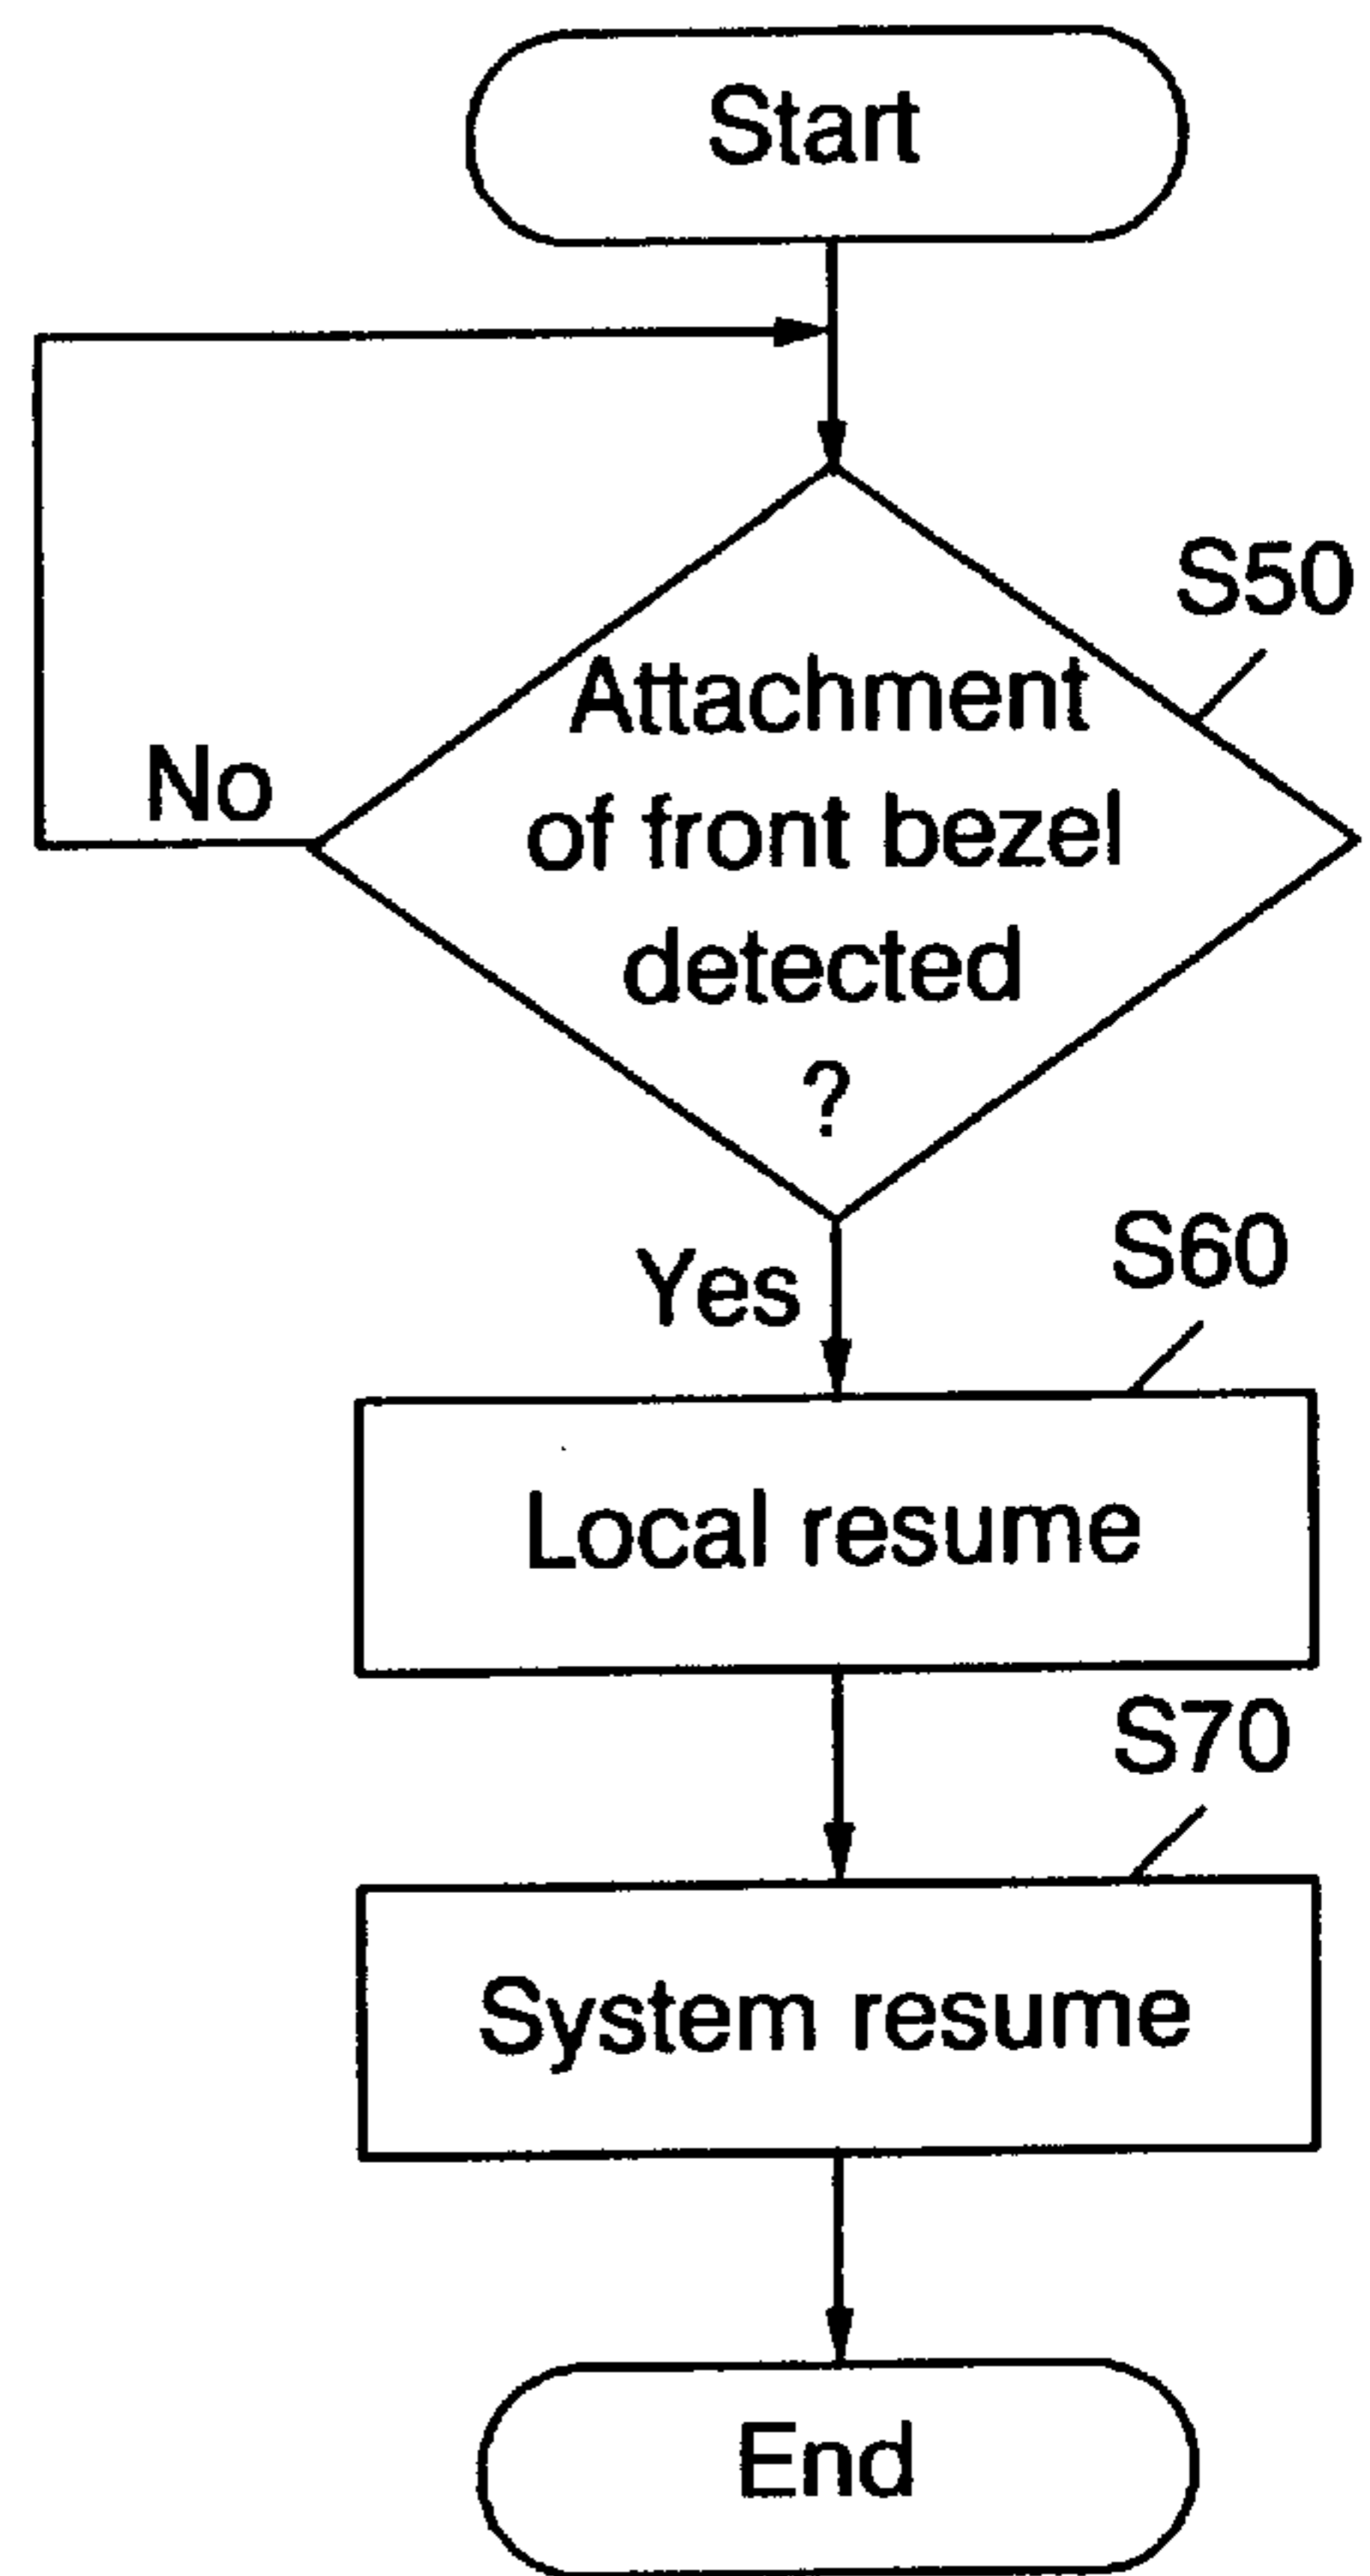 Start
S50
Attachment
of front bezel
detected
?
No
Yes
S60
Local resume
S70
System resume
End